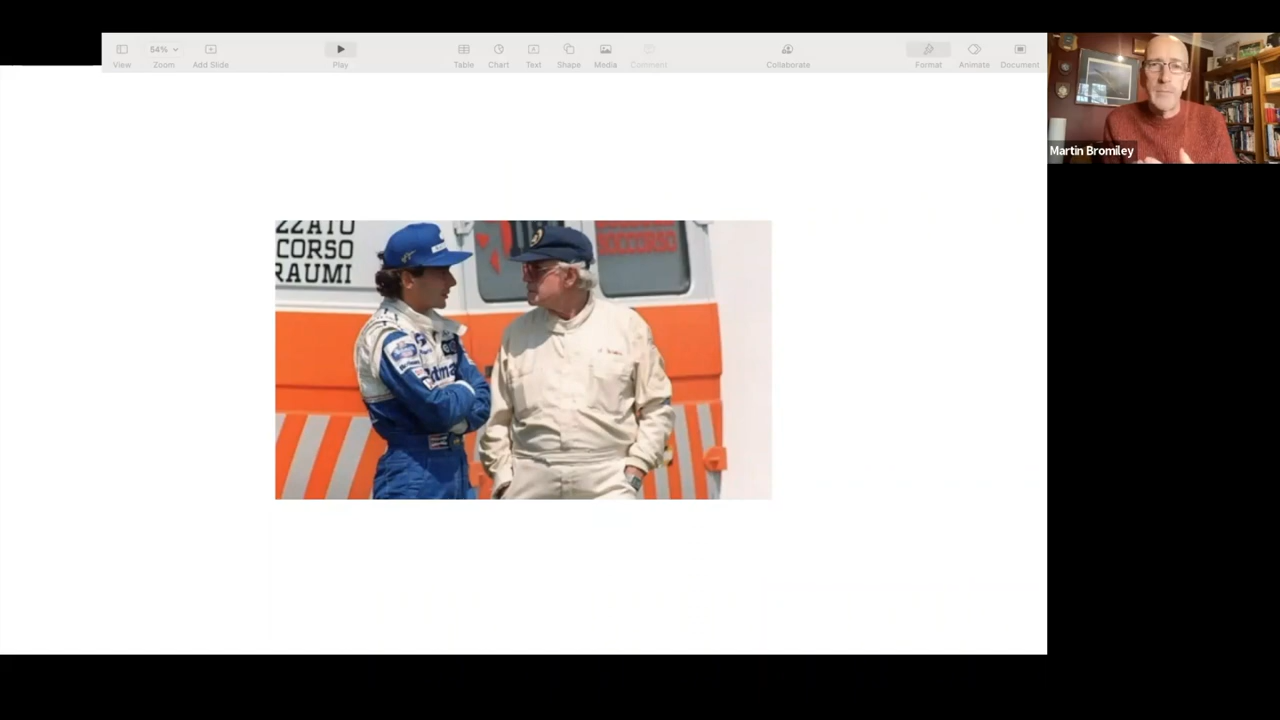 54%
View
Zoom
Add Slide
Play
Table
Chart
Text
Shape
Media
Comment
Collaborate
Format
Animate
Document
Martin Bromiley
ZZATO
CORSO
RAUMI